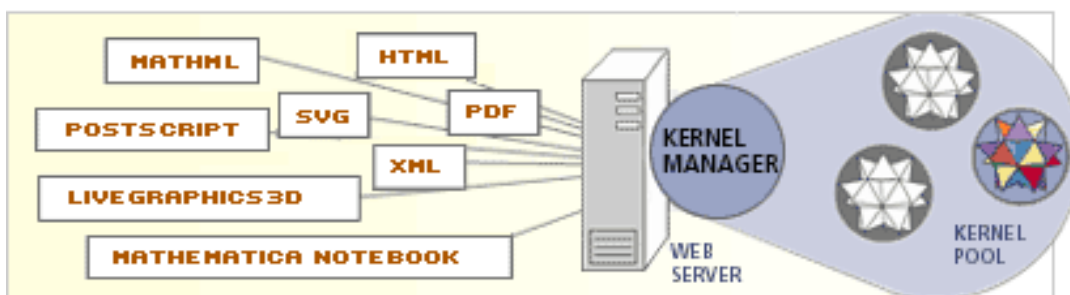 MATHML
HTML
POSTSCRIPT
SVG
PDF
XML
LIVEGRAPHICS3D
MATHEMATICA NOTEBOOK
KERNEL
MANAGER
WEB
SERVER
KERNEL
POOL